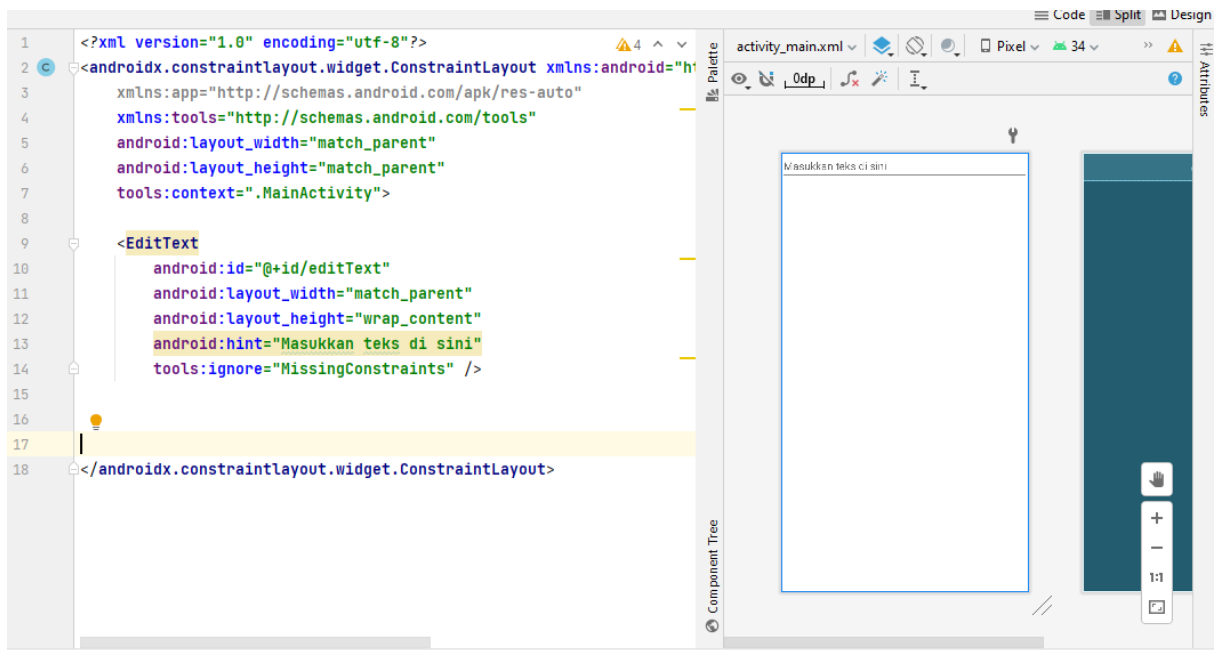 Code Split Design
1 <?xml version="1.0" encoding="utf-8"?>
4
2 C <androidx.constraintlayout.widget.ConstraintLayout xmlns:android="ht
3 xmlns:app="http://schemas.android.com/apk/res-auto"
4 xmlns:tools="http://schemas.android.com/tools"
5 android:layout_width="match_parent"
6 android:layout_height="match_parent"
7 tools:context=".MainActivity">
8
9 <EditText
10 android:id="@+id/editText"
11 android:layout_width="match_parent"
12 android:layout_height="wrap_content"
13 android:hint="Masukkan teks di sini"
14 tools:ignore="MissingConstraints" />
15
16
17
18 </androidx.constraintlayout.widget.ConstraintLayout>
Palette
Component Tree
activity_main.xml Pixel 34 »
0dp ?
Masukkan teks di sini
Attributes
+
−
1:1